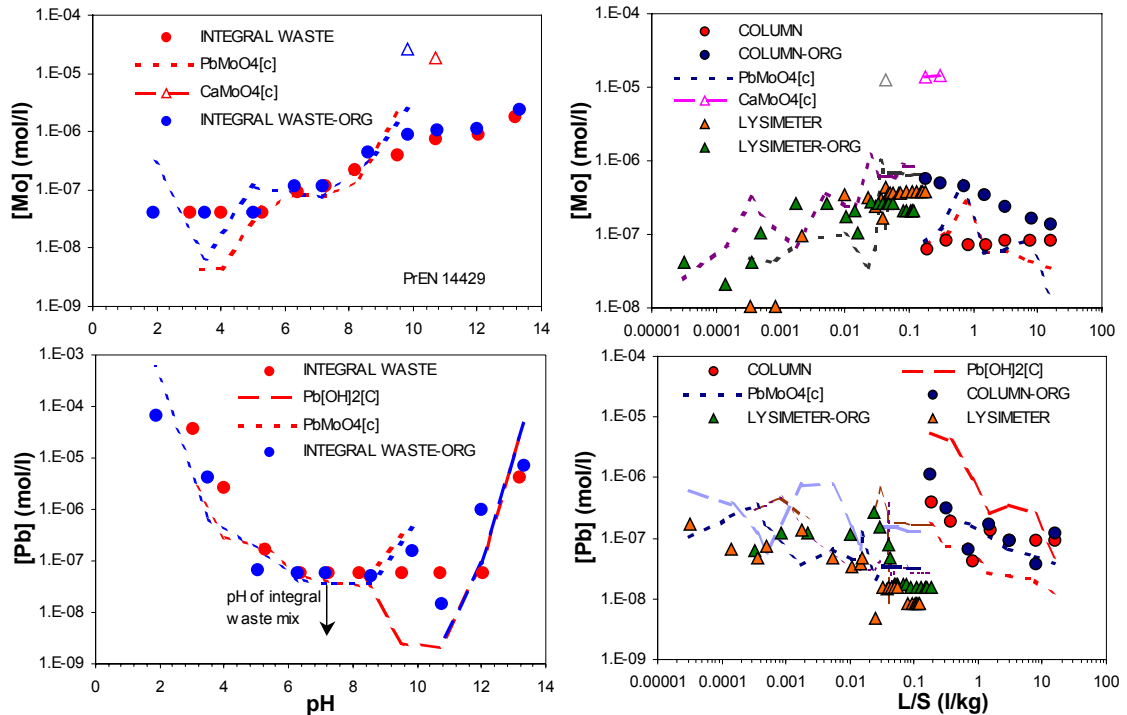 1.E-03
1.E-04
1.E-05
1.E-06
1.E-07
1.E-08
1.E-09
[Mo] (mol/l)
INTEGRAL WASTE
PbMoO4[c]
CaMoO4[c]
INTEGRAL WASTE-ORG
PrEN 14429
0 2 4 6 8 10 12 14
1.E-04
1.E-05
1.E-06
1.E-07
1.E-08
[Mo] (mol/l)
COLUMN
COLUMN-ORG
PbMoO4[c]
CaMoO4[c]
LYSIMETER
LYSIMETER-ORG
0.00001 0.001 0.01 0.1 1 10 100
1.E-03
1.E-04
1.E-05
1.E-06
1.E-07
1.E-08
1.E-09
[Pb] (mol/l)
INTEGRAL WASTE
Pb[OH]2[C]
PbMoO4[c]
INTEGRAL WASTE-ORG
pH of integral
waste mix
0 2 4 6 8 10 12 14
pH
1.E-04
1.E-05
1.E-06
1.E-07
1.E-08
1.E-09
[Pb] (mol/l)
COLUMN
Pb[OH]2[C]
PbMoO4[c]
COLUMN-ORG
LYSIMETER-ORG
LYSIMETER
0.00001 0.001 0.01 0.1 1 10 100
L/S (l/kg)